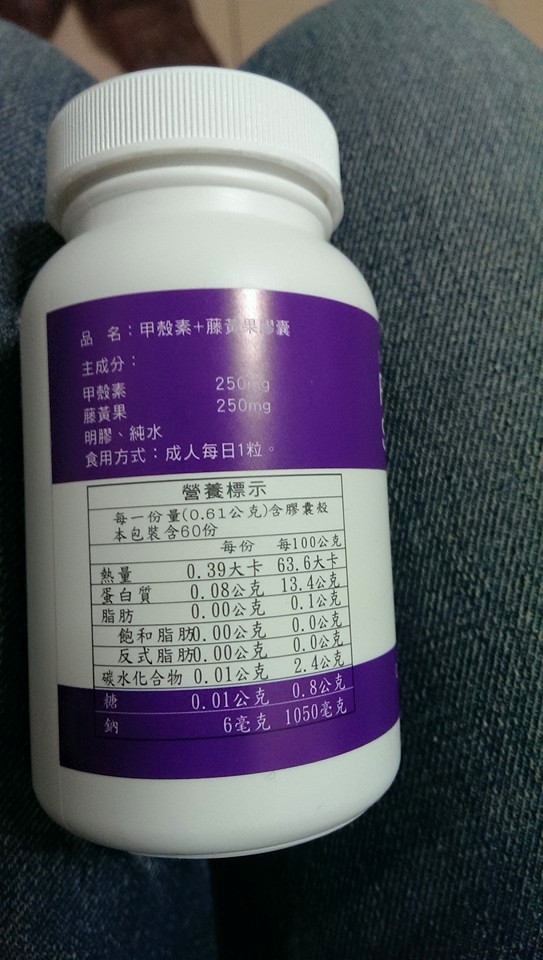 品 名：甲殼素+藤黃果膠囊
主成分：
甲殼素 250mg
藤黃果 250mg
明膠、純水
食用方式：成人每日1粒。
營養標示
每一份量(0.61公克)含膠囊殼
本包裝含60份
每份 每100公克
熱量 0.39大卡 63.6大卡
蛋白質 0.08公克 13.4公克
脂肪 0.00公克 0.1公克
飽和脂肪0.00公克 0.0公克
反式脂肪0.00公克 0.0公克
碳水化合物 0.01公克 2.4公克
糖 0.01公克 0.8公克
鈉 6毫克 1050毫克